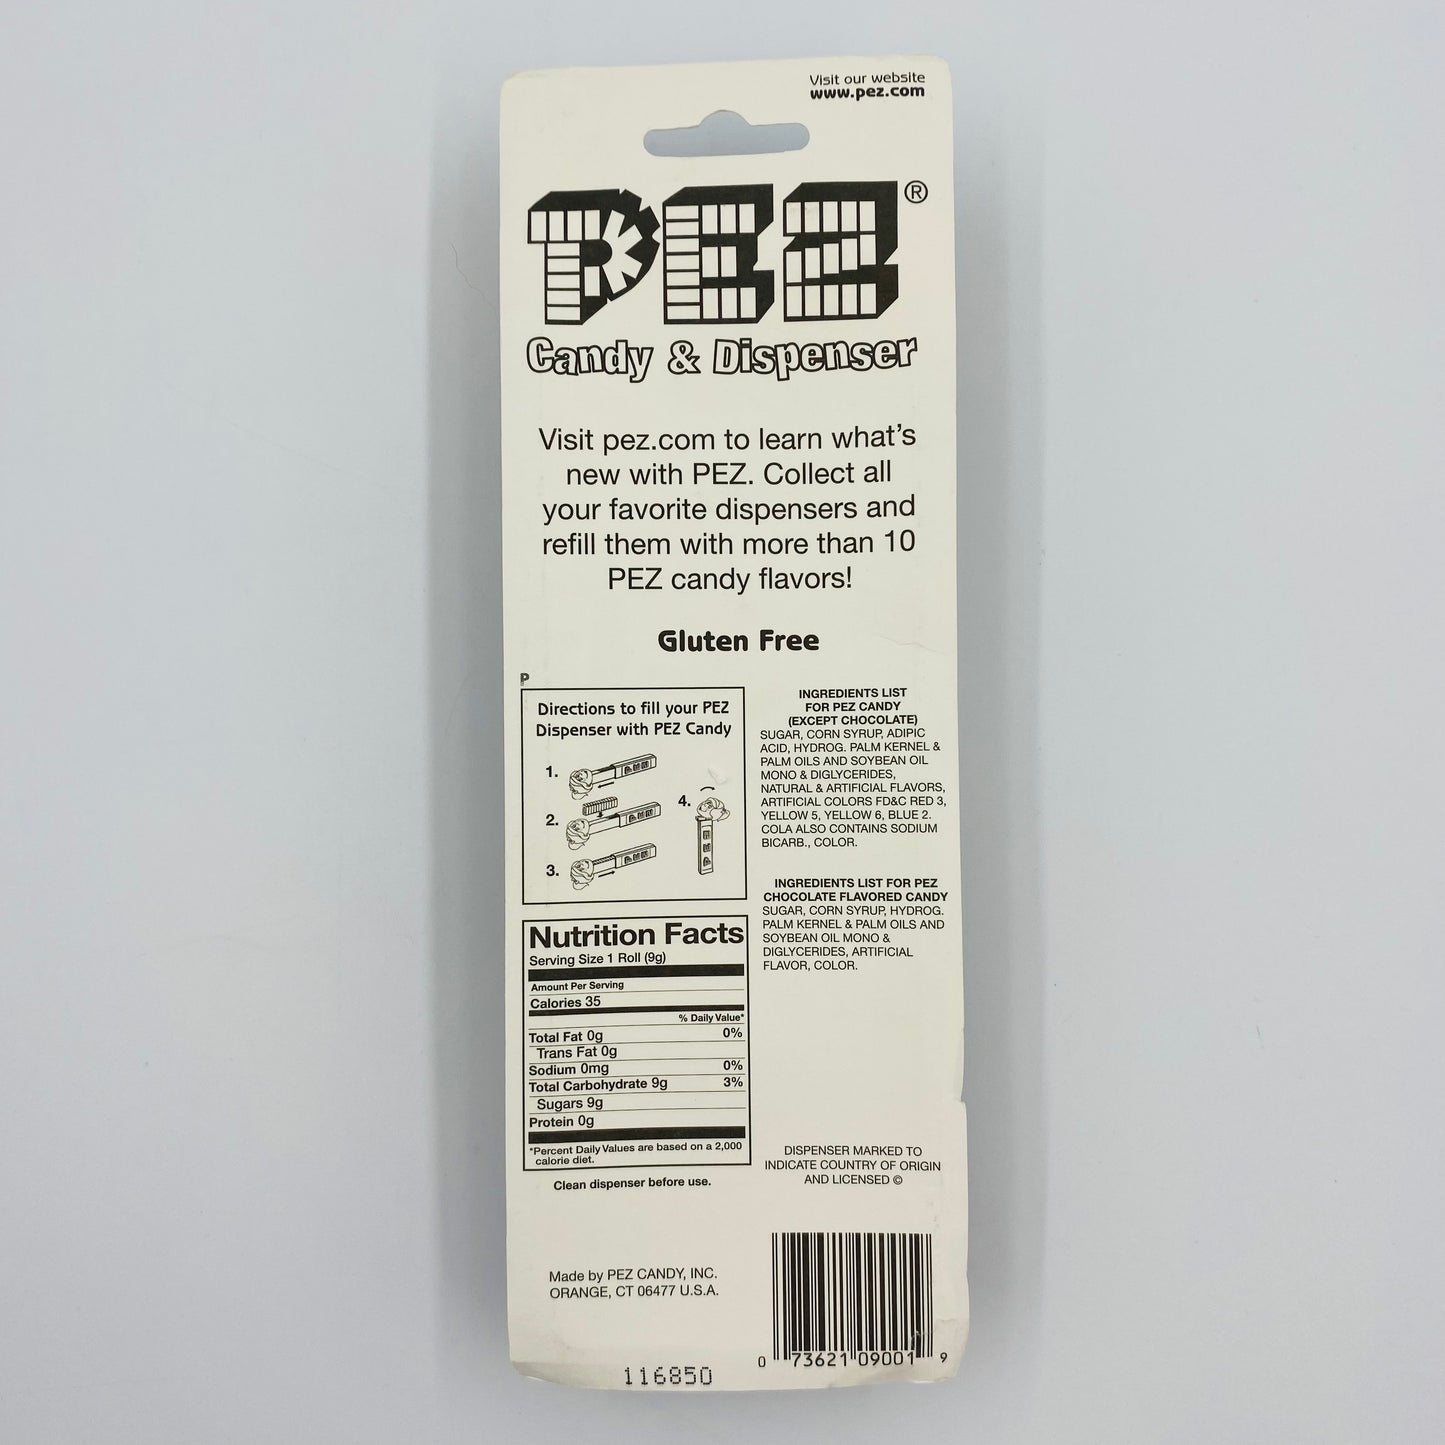 Visit our website
www.pez.com
PEZ®
Candy & Dispenser
Visit pez.com to learn what's
new with PEZ. Collect all
your favorite dispensers and
refill them with more than 10
PEZ candy flavors!
Gluten Free
P
Directions to fill your PEZ
Dispenser with PEZ Candy
1.
2.
3.
4.
INGREDIENTS LIST
FOR PEZ CANDY
(EXCEPT CHOCOLATE)
SUGAR, CORN SYRUP, ADIPIC
ACID, HYDROG. PALM KERNEL &
PALM OILS AND SOYBEAN OIL
MONO & DIGLYCERIDES,
NATURAL & ARTIFICIAL FLAVORS,
ARTIFICIAL COLORS FD&C RED 3,
YELLOW 5, YELLOW 6, BLUE 2.
COLA ALSO CONTAINS SODIUM
BICARB., COLOR.
INGREDIENTS LIST FOR PEZ
CHOCOLATE FLAVORED CANDY
SUGAR, CORN SYRUP, HYDROG.
PALM KERNEL & PALM OILS AND
SOYBEAN OIL MONO &
DIGLYCERIDES, ARTIFICIAL
FLAVOR, COLOR.
Nutrition Facts
Serving Size 1 Roll (9g)
Amount Per Serving
Calories 35
% Daily Value*
Total Fat 0g 0%
Trans Fat 0g
Sodium 0mg 0%
Total Carbohydrate 9g 3%
Sugars 9g
Protein 0g
*Percent Daily Values are based on a 2,000
calorie diet.
Clean dispenser before use.
DISPENSER MARKED TO
INDICATE COUNTRY OF ORIGIN
AND LICENSED ©
Made by PEZ CANDY, INC.
ORANGE, CT 06477 U.S.A.
0 73621 09001 9
116850